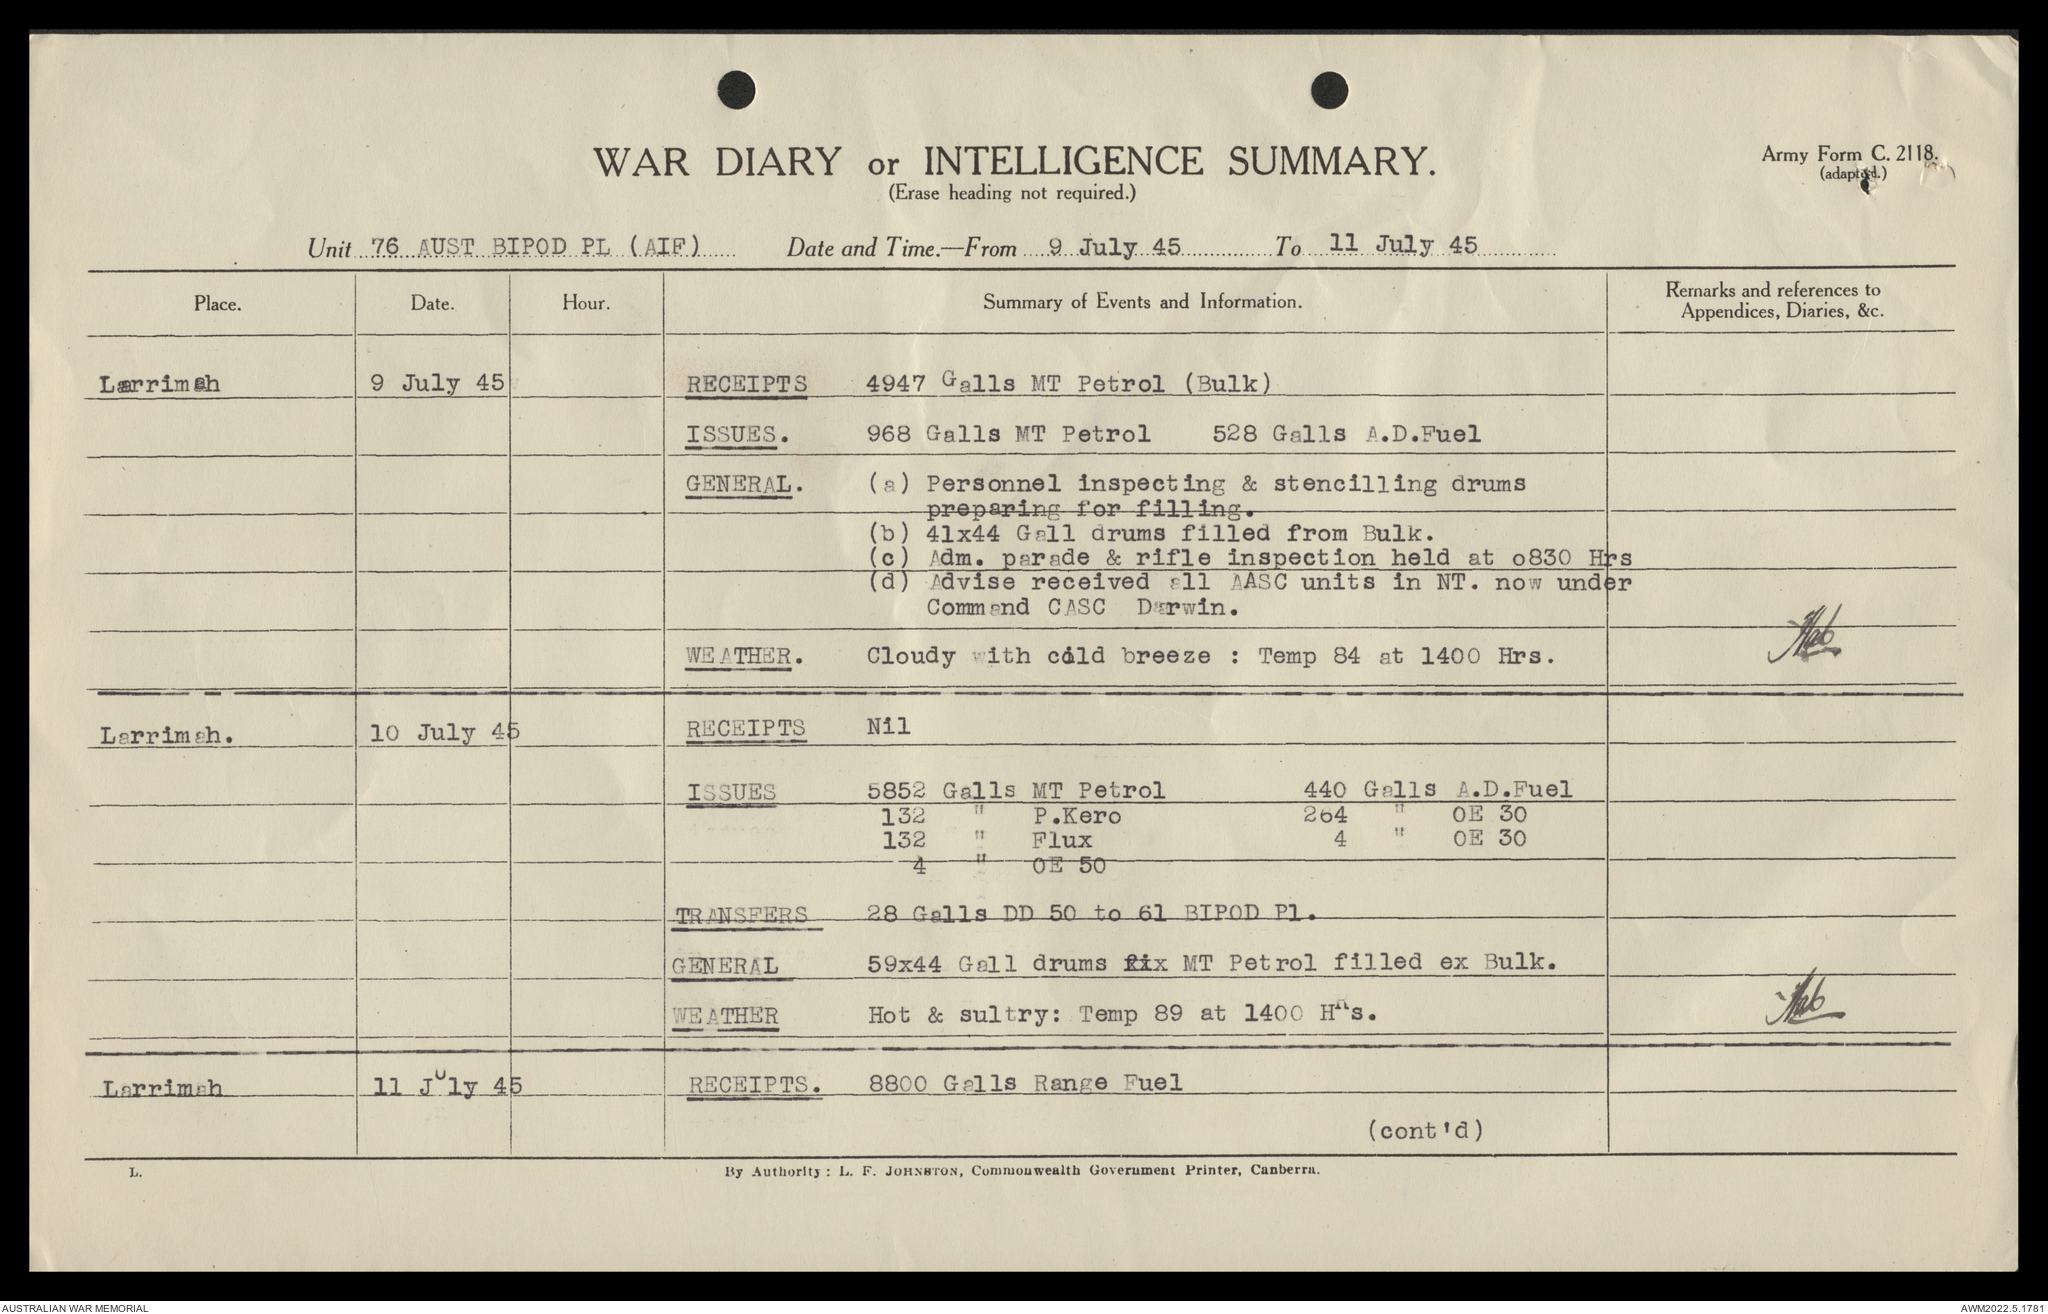 WAR DIARY or INTELLIGENCE SUMMARY.
(Erase heading not required.)
Army Form C. 2118.
(adapted.)
Unit 76 AUST BIPOD PL (AIF) Date and Time.—From 9 July 45 To 11 July 45
Place. Date. Hour. Summary of Events and Information. Remarks and references to
Appendices, Diaries, &c.
Larrimah 9 July 45 RECEIPTS 4947 Galls MT Petrol (Bulk)
ISSUES. 968 Galls MT Petrol 528 Galls A.D.Fuel
GENERAL. (a) Personnel inspecting & stencilling drums
preparing for filling.
(b) 41x44 Gall drums filled from Bulk.
(c) Adm. parade & rifle inspection held at o830 Hrs
(d) Advise received all AASC units in NT. now under
Command CASC Darwin.
WEATHER. Cloudy with cold breeze : Temp 84 at 1400 Hrs.
Larrimah. 10 July 45 RECEIPTS Nil
ISSUES 5852 Galls MT Petrol 440 Galls A.D.Fuel
132 " P.Kero 264 " OE 30
132 " Flux 4 " OE 30
4 " OE 50
TRANSFERS 28 Galls DD 50 to 61 BIPOD Pl.
GENERAL 59x44 Gall drums MT Petrol filled ex Bulk.
WEATHER Hot & sultry: Temp 89 at 1400 Hrs.
Larrimah 11 July 45 RECEIPTS. 8800 Galls Range Fuel
(cont'd)
L. By Authority: L. F. JOHNSTON, Commonwealth Government Printer, Canberra.
AUSTRALIAN WAR MEMORIAL AWM2022.5.1781